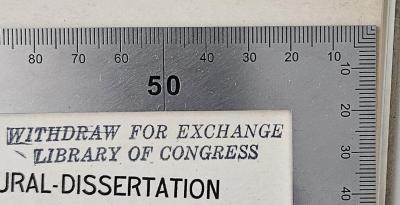 80 70 60 50 40 30 20 10
50
10
20
30
40
WITHDRAW FOR EXCHANGE
LIBRARY OF CONGRESS
URAL-DISSERTATION